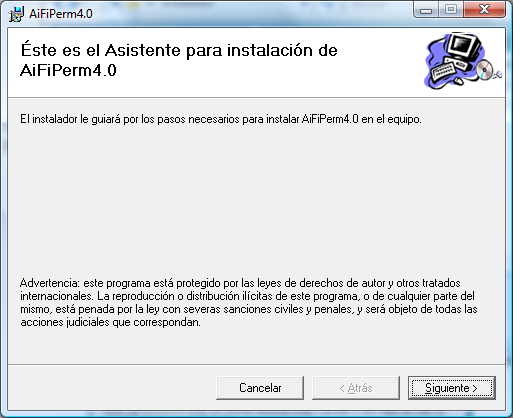 AiFiPerm4.0
Éste es el Asistente para instalación de
AiFiPerm4.0
El instalador le guiará por los pasos necesarios para instalar AiFiPerm4.0 en el equipo.
Advertencia: este programa está protegido por las leyes de derechos de autor y otros tratados
internacionales. La reproducción o distribución ilícitas de este programa, o de cualquier parte del
mismo, está penada por la ley con severas sanciones civiles y penales, y será objeto de todas las
acciones judiciales que correspondan.
Cancelar
< Atrás
Siguiente >